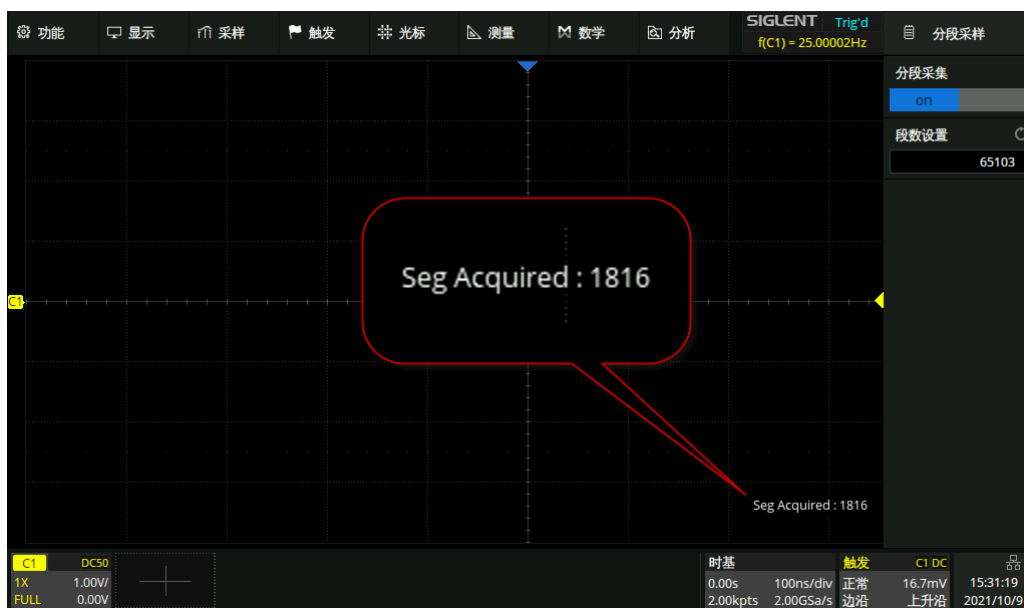 功能 显示 采样 触发 光标 测量 数学 分析 SIGLENT Trig'd
f(C1) = 25.00002Hz
分段采样
分段采集
on
段数设置
65103
Seg Acquired : 1816
C1
Seg Acquired : 1816
C1 DC50
1X 1.00V/
FULL 0.00V
时基
0.00s 100ns/div
2.00kpts 2.00GSa/s
触发 C1 DC
正常 16.7mV
边沿 上升沿
15:31:19
2021/10/9